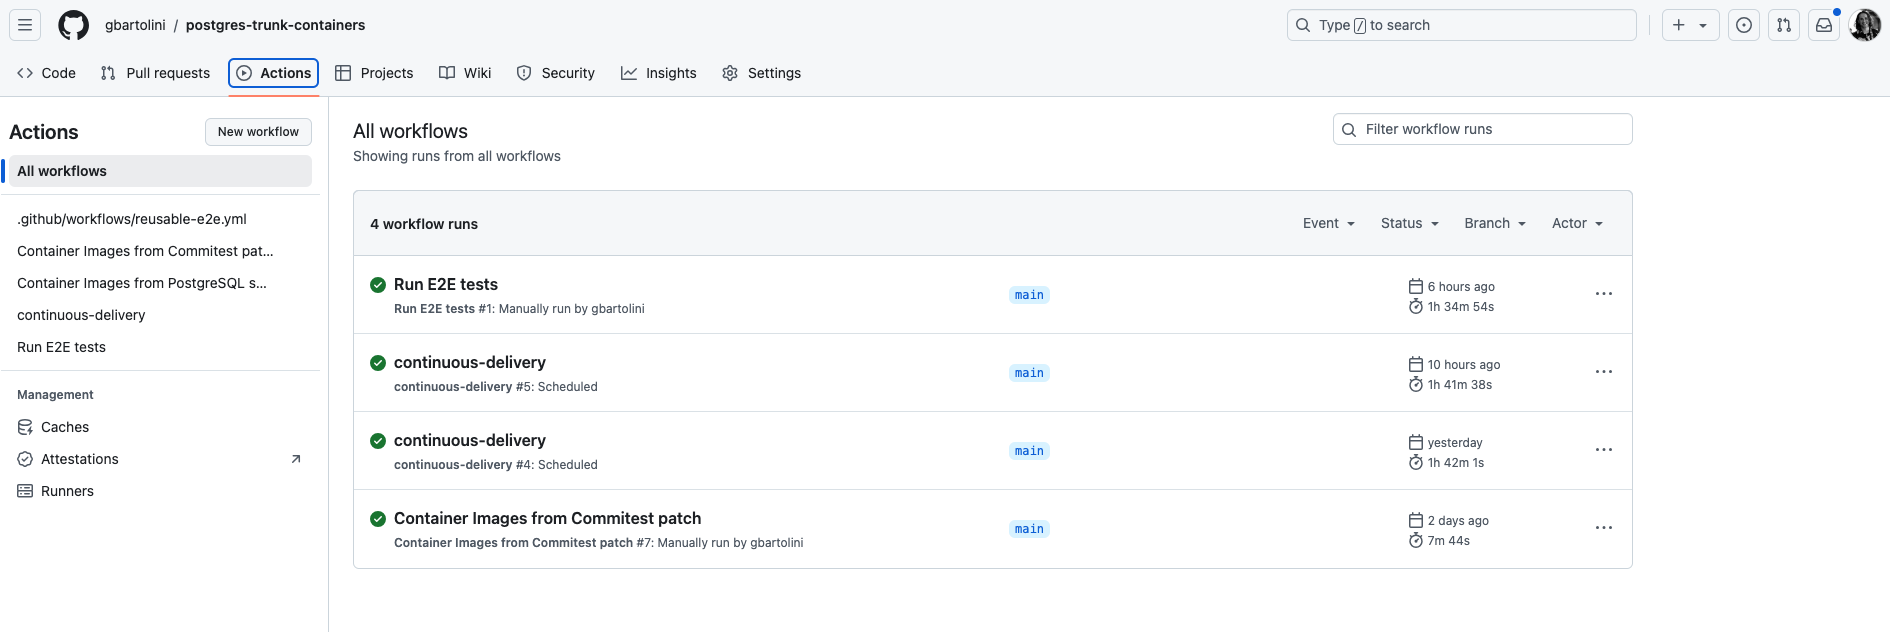 gbartolini / postgres-trunk-containers
Type / to search
Code
Pull requests
Actions
Projects
Wiki
Security
Insights
Settings
Actions
New workflow
All workflows
.github/workflows/reusable-e2e.yml
Container Images from Commitest pat...
Container Images from PostgreSQL s...
continuous-delivery
Run E2E tests
Management
Caches
Attestations
Runners
All workflows
Showing runs from all workflows
Filter workflow runs
4 workflow runs
Event
Status
Branch
Actor
Run E2E tests
Run E2E tests #1: Manually run by gbartolini
main
6 hours ago
1h 34m 54s
continuous-delivery
continuous-delivery #5: Scheduled
main
10 hours ago
1h 41m 38s
continuous-delivery
continuous-delivery #4: Scheduled
main
yesterday
1h 42m 1s
Container Images from Commitest patch
Container Images from Commitest patch #7: Manually run by gbartolini
main
2 days ago
7m 44s